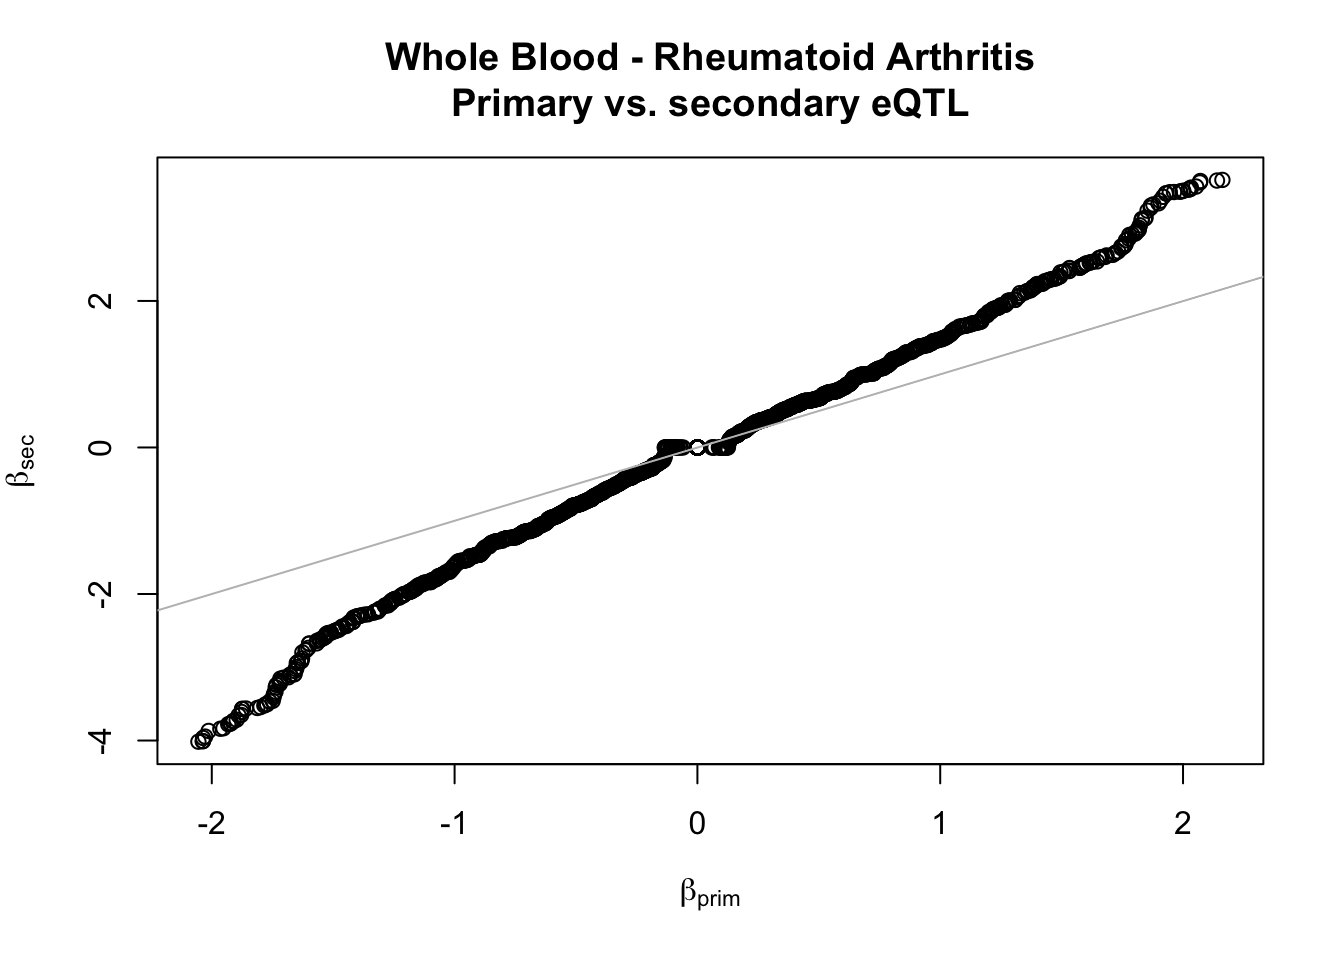 Whole Blood - Rheumatoid Arthritis
Primary vs. secondary eQTL
βsec
2
0
-2
-4
-2
-1
0
1
2
βprim